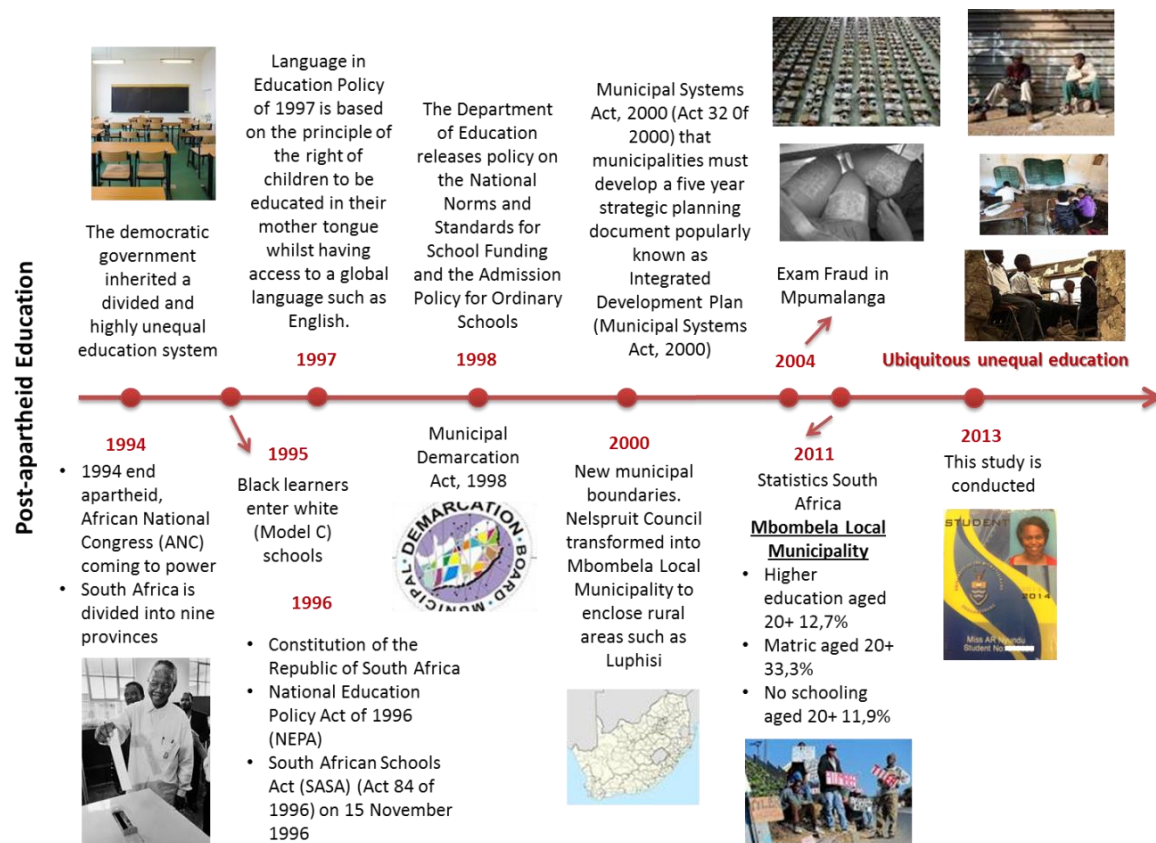 Post-apartheid Education
The democratic
government
inherited a
divided and
highly unequal
education system
Language in
Education Policy
of 1997 is based
on the principle of
the right of
children to be
educated in their
mother tongue
whilst having
access to a global
language such as
English.
1997
The Department
of Education
releases policy on
the National
Norms and
Standards for
School Funding
and the Admission
Policy for Ordinary
Schools
1998
Municipal Systems
Act, 2000 (Act 32 0f
2000) that
municipalities must
develop a five year
strategic planning
document popularly
known as
Integrated
Development Plan
(Municipal Systems
Act, 2000)
Exam Fraud in
Mpumalanga
2004
Ubiquitous unequal education
1994
• 1994 end
apartheid,
African National
Congress (ANC)
coming to power
• South Africa is
divided into nine
provinces
1995
Black learners
enter white
(Model C)
schools
1996
• Constitution of the
Republic of South Africa
• National Education
Policy Act of 1996
(NEPA)
• South African Schools
Act (SASA) (Act 84 of
1996) on 15 November
1996
Municipal
Demarcation
Act, 1998
MUNICIPAL DEMARCATION BOARD
2000
New municipal
boundaries.
Nelspruit Council
transformed into
Mbombela Local
Municipality to
enclose rural
areas such as
Luphisi
2011
Statistics South
Africa
Mbombela Local
Municipality
• Higher
education aged
20+ 12,7%
• Matric aged 20+
33,3%
• No schooling
aged 20+ 11,9%
2013
This study is
conducted
STUDENT
2014
Miss AR Nyundu
Student No: